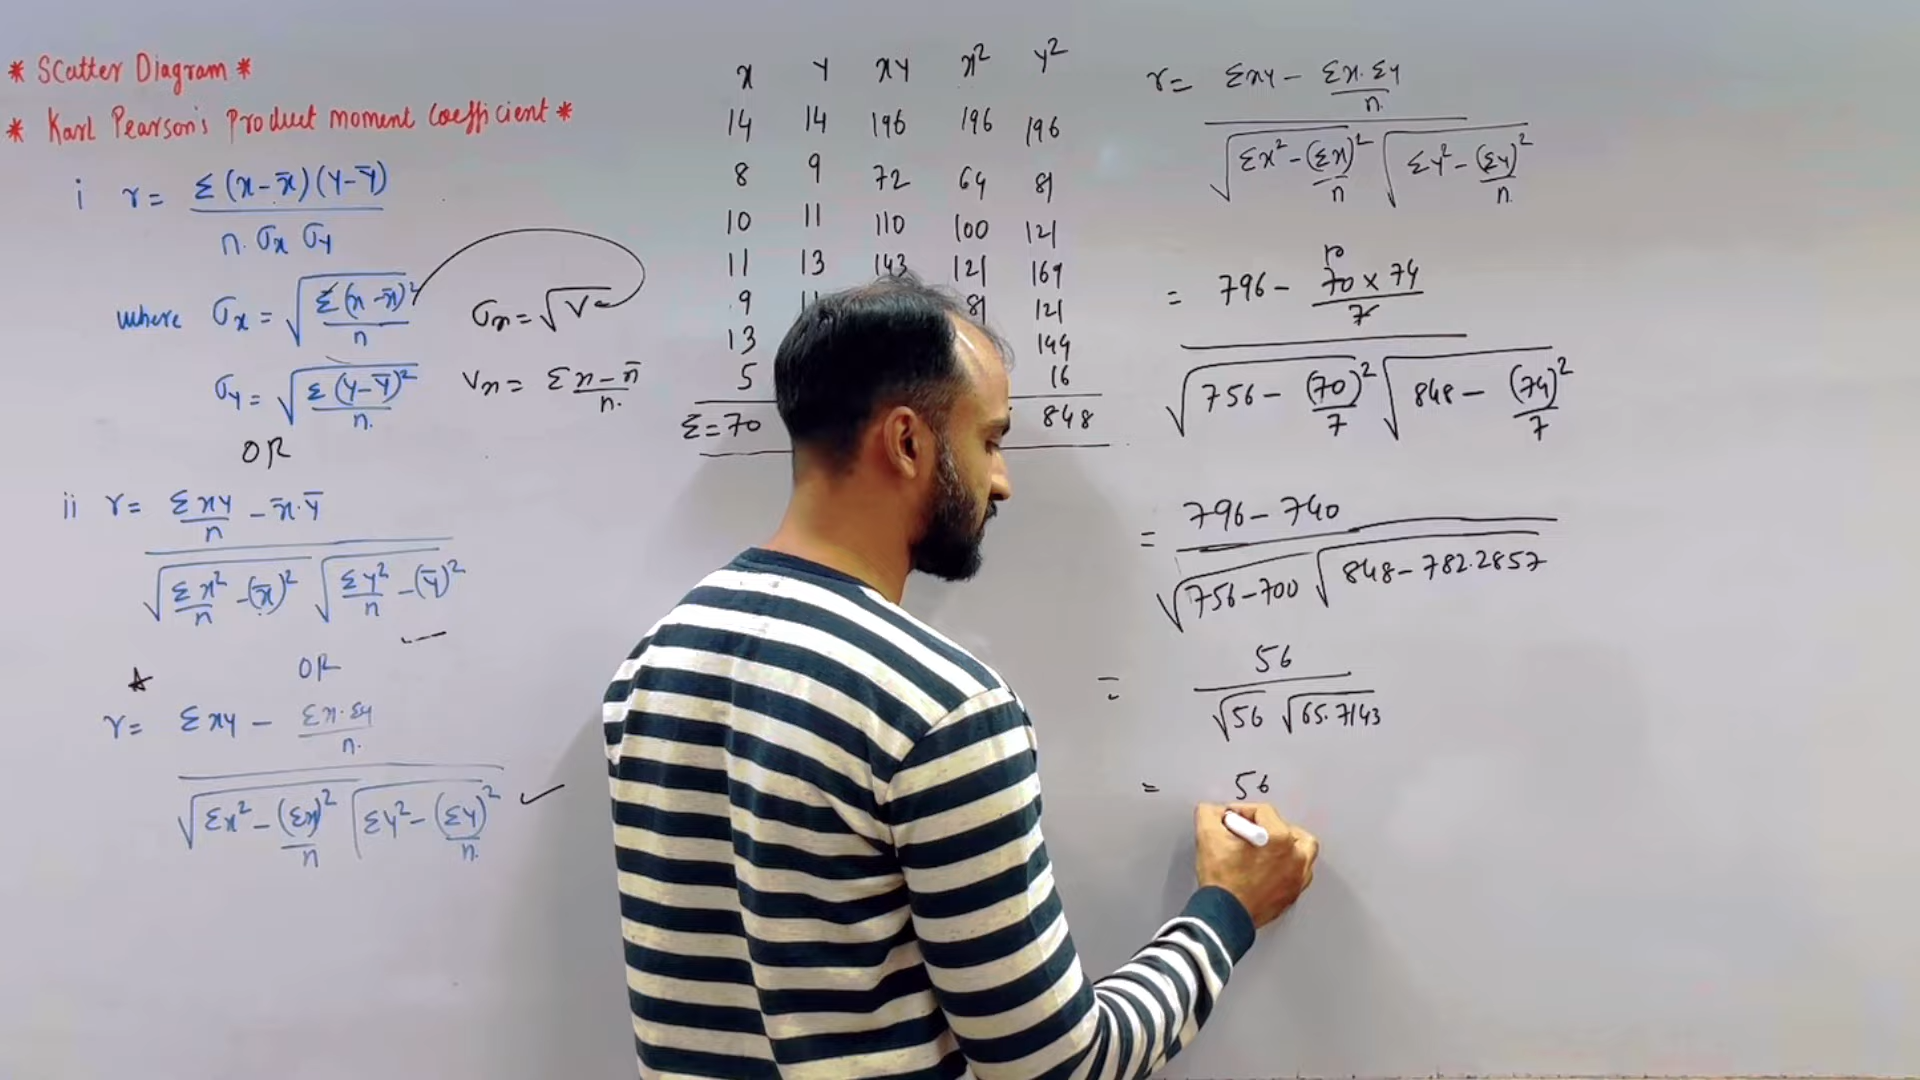 * Scatter Diagram *
* Karl Pearson's Product moment Coefficient *
i r = Σ(x-x̄)(y-ȳ) / n. σx σy
where σx = √(Σ(x-x̄)²/n)
σx = √V
σy = √(Σ(y-ȳ)²/n.)
Vx = Σx-x̄ / n.
OR
ii r = Σxy/n - x̄.ȳ
√(Σx²/n -(x̄)²) √(Σy²/n -(ȳ)²)
OR
r = Σxy - Σx.Σy/n.
√(Σx² - (Σx)²/n) √(Σy² - (Σy)²/n.)
x y xy x² y²
14 14 196 196 196
8 9 72 64 81
10 11 110 100 121
11 13 143 121 169
9 81 121
13 144
5 16
Σ=70 848
r = Σxy - Σx.Σy/n.
√(Σx² - (Σx)²/n) √(Σy² - (Σy)²/n.)
= 796 - 70 x 74 / 7
10
√(756 - (70)²/7) √(848 - (74)²/7)
= 796 - 740
√756-700 √848-782.2857
= 56
√56 √65.7143
= 56